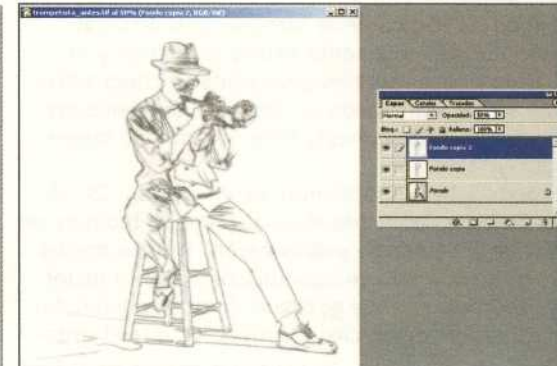 trompetista_antes.tif al 50% (Fondo copia 2, RGB/8#)
Capas Canales Trazados
Normal Opacidad: 50%
Bloq.: Relleno: 100%
Fondo copia 2
Fondo copia
Fondo